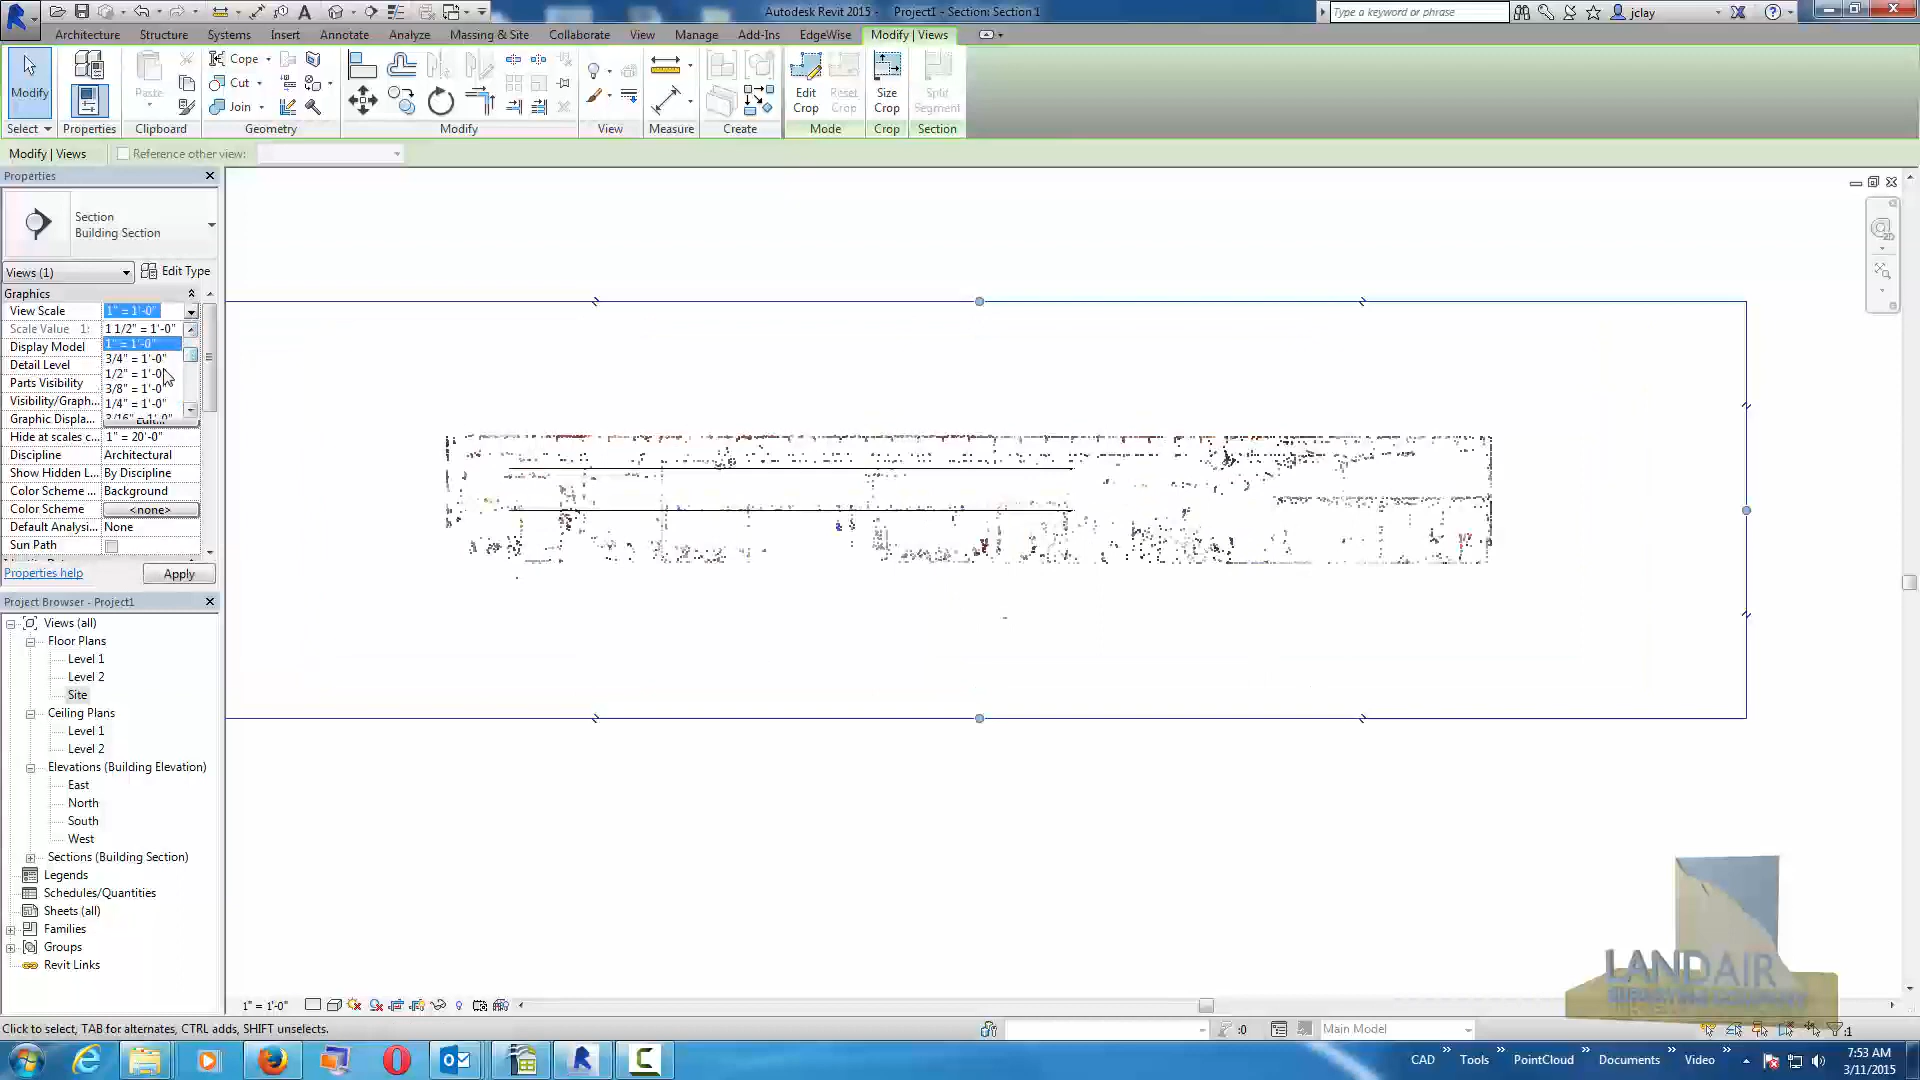 Autodesk Revit 2015 - Project1 - Section: Section 1
Type a keyword or phrase
jclay
Architecture Structure Systems Insert Annotate Analyze Massing & Site Collaborate View Manage Add-Ins EdgeWise Modify | Views
Modify
Paste
Cope
Cut
Join
Edit Crop
Reset Crop
Size Crop
Split Segment
Select Properties Clipboard Geometry Modify View Measure Create Mode Crop Section
Modify | Views Reference other view:
Properties
Section
Building Section
Views (1) Edit Type
Graphics
View Scale 1" = 1'-0"
Scale Value 1: 1 1/2" = 1'-0"
1" = 1'-0"
Display Model
3/4" = 1'-0"
Detail Level
1/2" = 1'-0
Parts Visibility
3/8" = 1'-0
Visibility/Graph...
1/4" = 1'-0"
3/16" = 1'-0"
Graphic Displa... Edit...
Hide at scales c... 1" = 20'-0"
Discipline Architectural
Show Hidden L... By Discipline
Color Scheme ... Background
Color Scheme <none>
Default Analysi... None
Sun Path
Properties help Apply
Project Browser - Project1
Views (all)
Floor Plans
Level 1
Level 2
Site
Ceiling Plans
Level 1
Level 2
Elevations (Building Elevation)
East
North
South
West
Sections (Building Section)
Legends
Schedules/Quantities
Sheets (all)
Families
Groups
Revit Links
LANDAIR
1" = 1'-0"
Click to select, TAB for alternates, CTRL adds, SHIFT unselects.
:0
Main Model
:1
CAD Tools PointCloud Documents Video
7:53 AM
3/11/2015